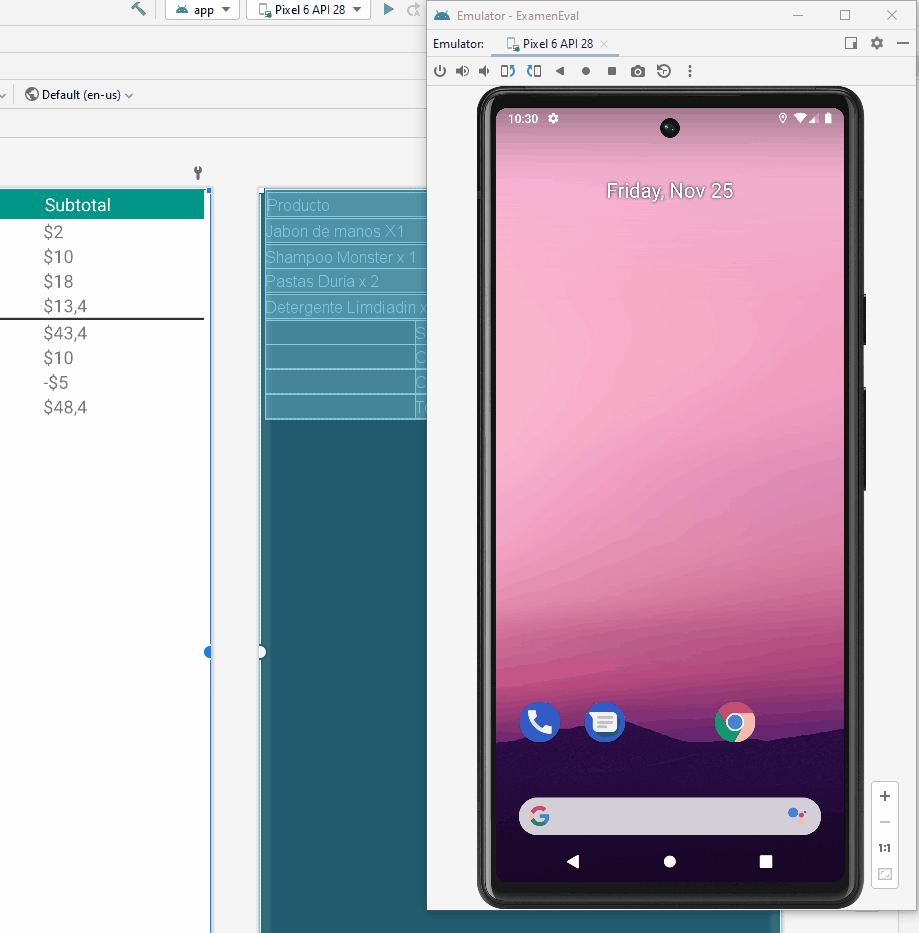 app
Pixel 6 API 28
Default (en-us)
Subtotal
$2
$10
$18
$13,4
$43,4
$10
-$5
$48,4
Producto
Jabon de manos X1
Shampoo Monster x 1
Pastas Duria x 2
Detergente Limdiadin x
S
C
C
Emulator - ExamenEval
Emulator:
Pixel 6 API 28
10:30
Friday, Nov 25
G
1:1